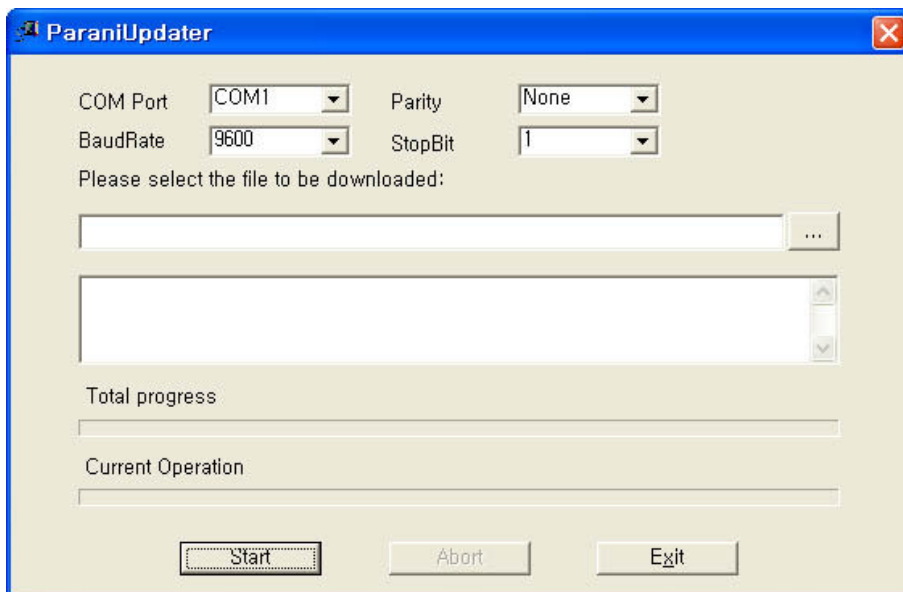 ParaniUpdater
COM Port COM1 Parity None
BaudRate 9600 StopBit 1
Please select the file to be downloaded:
...
Total progress
Current Operation
Start Abort Exit